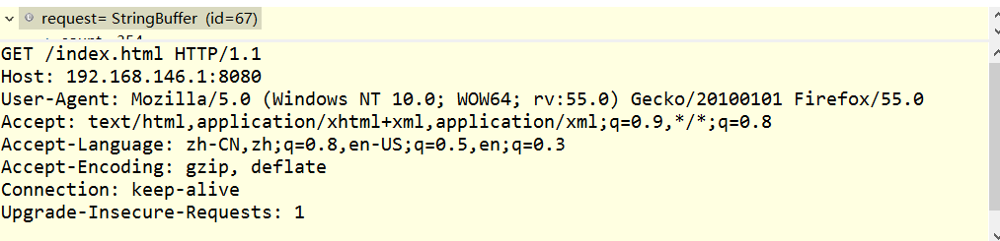 request= StringBuffer (id=67)
GET /index.html HTTP/1.1
Host: 192.168.146.1:8080
User-Agent: Mozilla/5.0 (Windows NT 10.0; WOW64; rv:55.0) Gecko/20100101 Firefox/55.0
Accept: text/html,application/xhtml+xml,application/xml;q=0.9,*/*;q=0.8
Accept-Language: zh-CN,zh;q=0.8,en-US;q=0.5,en;q=0.3
Accept-Encoding: gzip, deflate
Connection: keep-alive
Upgrade-Insecure-Requests: 1